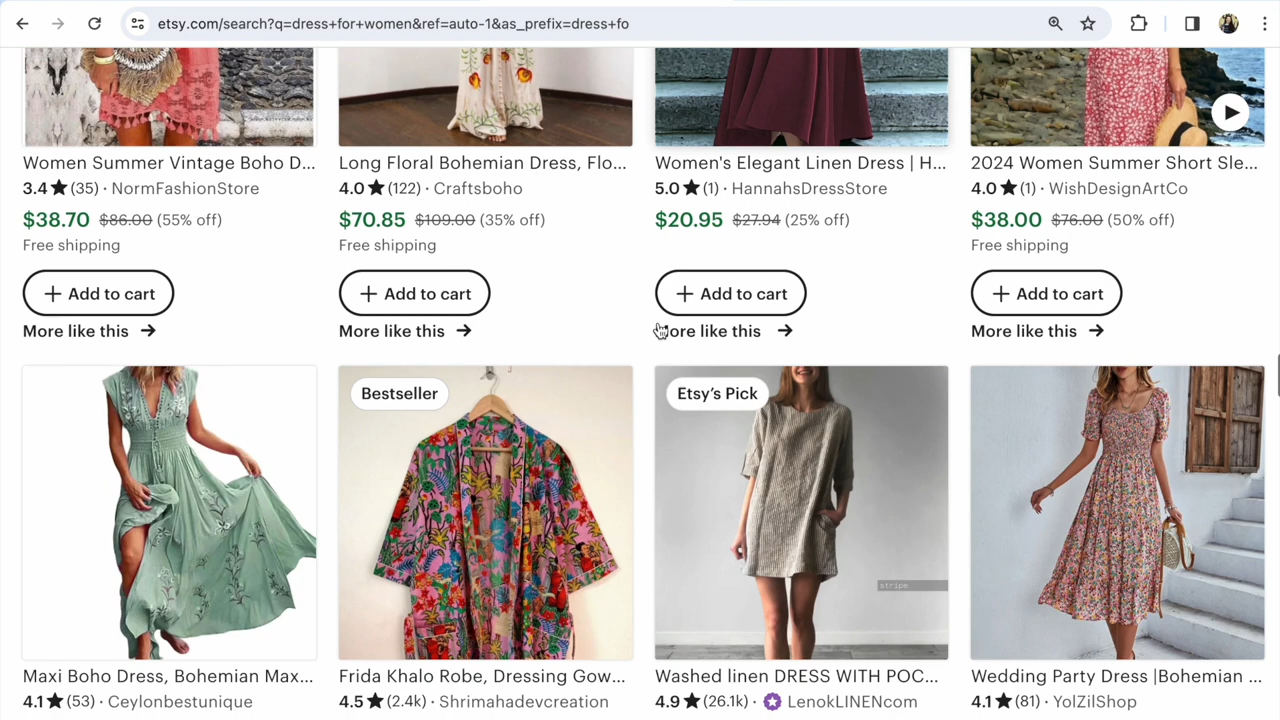 etsy.com/search?q=dress+for+women&ref=auto-1&as_prefix=dress+fo
Women Summer Vintage Boho D...
Long Floral Bohemian Dress, Flo...
Women's Elegant Linen Dress | H...
2024 Women Summer Short Sle...
3.4★(35) · NormFashionStore
4.0★(122) · Craftsboho
5.0★(1) · HannahsDressStore
4.0★(1) · WishDesignArtCo
$38.70 $86.00 (55% off)
$70.85 $109.00 (35% off)
$20.95 $27.94 (25% off)
$38.00 $76.00 (50% off)
Free shipping
Free shipping
Free shipping
+ Add to cart
+ Add to cart
+ Add to cart
+ Add to cart
More like this →
More like this →
More like this →
More like this →
Bestseller
Etsy's Pick
stripe
Maxi Boho Dress, Bohemian Max...
Frida Khalo Robe, Dressing Gow...
Washed linen DRESS WITH POC...
Wedding Party Dress |Bohemian ...
4.1★(53) · Ceylonbestunique
4.5★(2.4k) · Shrimahadevcreation
4.9★(26.1k) · LenokLINENcom
4.1★(81) · YolZilShop